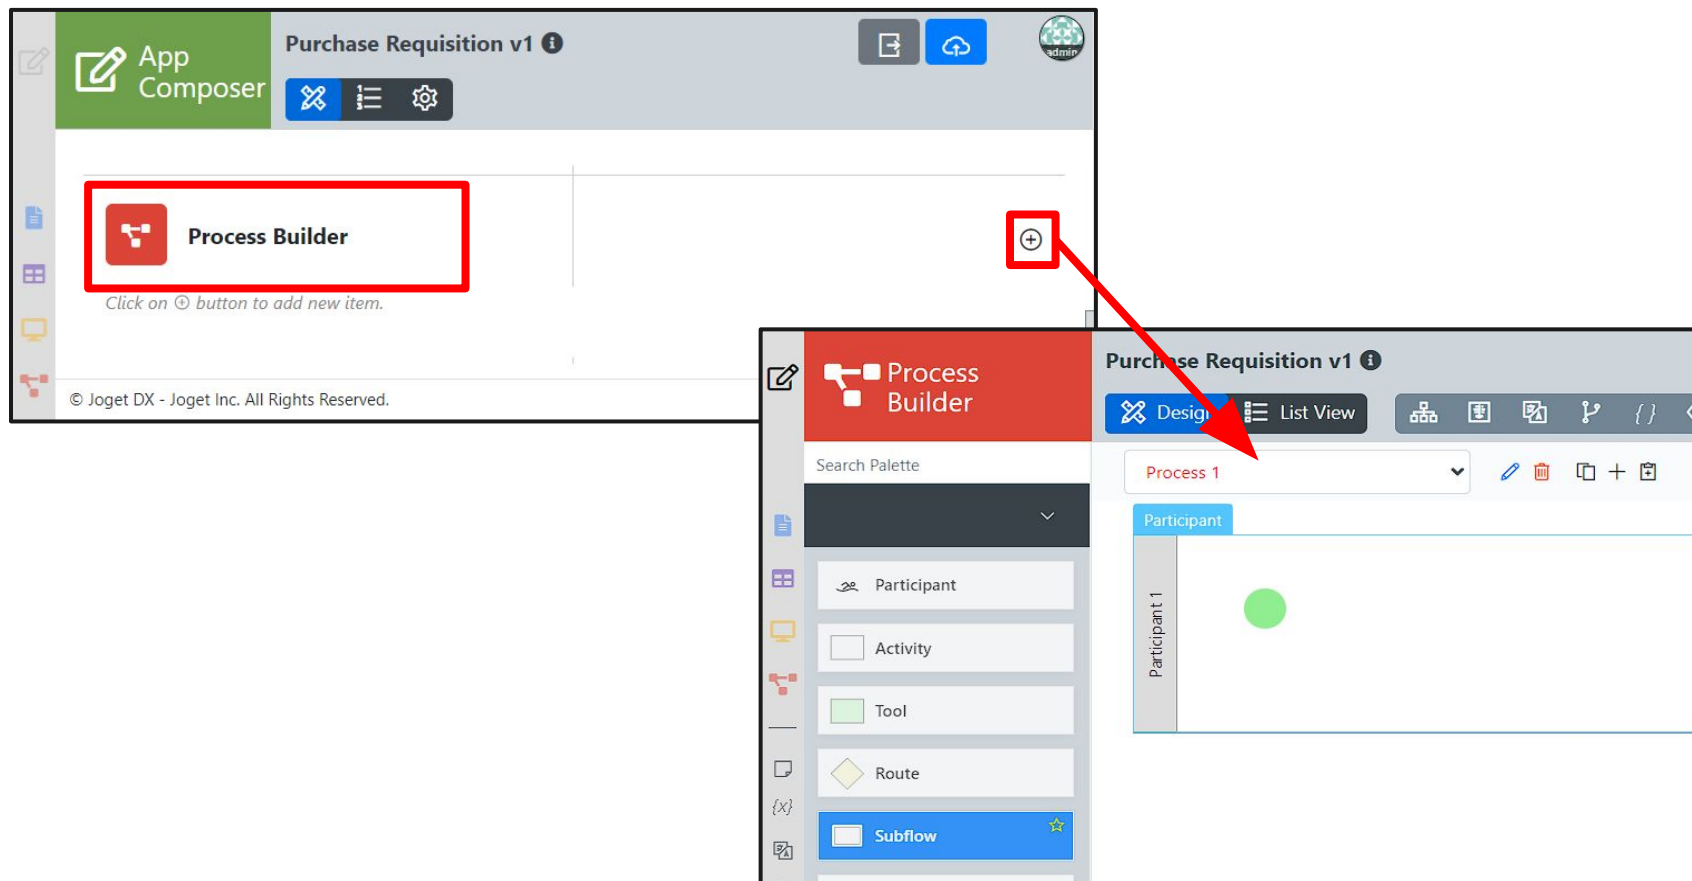 App
Composer
Purchase Requisition v1
admin
Process Builder
Click on ⊕ button to add new item.
© Joget DX - Joget Inc. All Rights Reserved.
Process
Builder
Purchase Requisition v1
Design
List View
{ }
Search Palette
Process 1
Participant
Participant 1
Participant
Activity
Tool
Route
{x}
Subflow